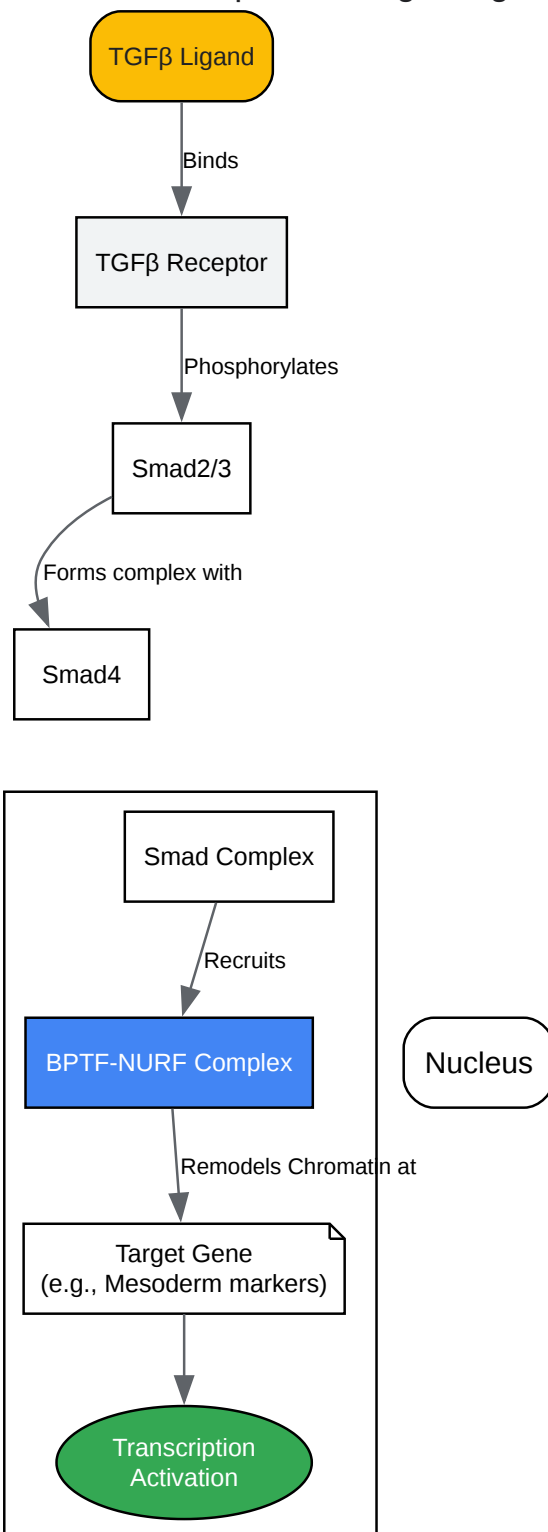 TGFβ Ligand
Binds
TGFβ Receptor
Phosphorylates
Smad2/3
Forms complex with
Smad4
Smad Complex
Recruits
BPTF-NURF Complex
Nucleus
Remodels Chromatin at
Target Gene
(e.g., Mesoderm markers)
Transcription
Activation